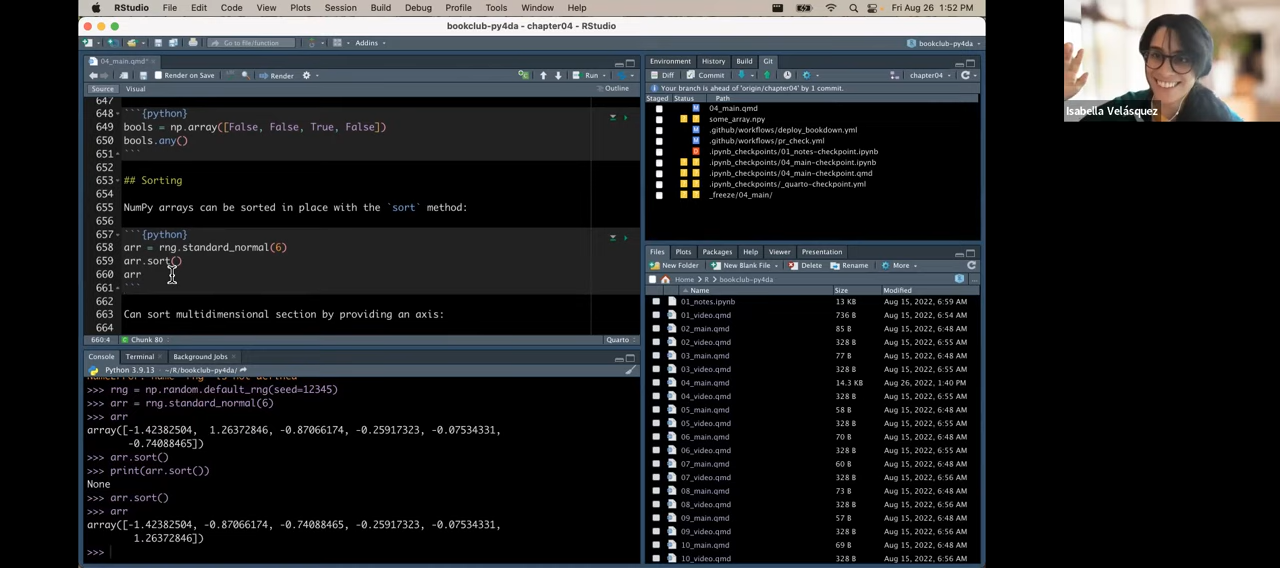 RStudio File Edit Code View Plots Session Build Debug Profile Tools Window Help Fri Aug 26 1:52 PM
bookclub-py4da - chapter04 - RStudio
Go to file/function Addins bookclub-py4da
04_main.qmd*
Render on Save Render Run
Source Visual Outline
647
648 ```{python}
649 bools = np.array([False, False, True, False])
650 bools.any()
651 ```
652
653 ## Sorting
654
655 NumPy arrays can be sorted in place with the `sort` method:
656
657 ```{python}
658 arr = rng.standard_normal(6)
659 arr.sort()
660 arr
661 ```
662
663 Can sort multidimensional section by providing an axis:
664
660:4 Chunk 80 Quarto
Console Terminal Background Jobs
Python 3.9.13 · ~/R/bookclub-py4da/
NameError: name 'rng' is not defined
>>> rng = np.random.default_rng(seed=12345)
>>> arr = rng.standard_normal(6)
>>> arr
array([-1.42382504, 1.26372846, -0.87066174, -0.25917323, -0.07534331,
-0.74088465])
>>> arr.sort()
>>> print(arr.sort())
None
>>> arr.sort()
>>> arr
array([-1.42382504, -0.87066174, -0.74088465, -0.25917323, -0.07534331,
1.26372846])
>>>
Environment History Build Git
Diff Commit chapter04
Your branch is ahead of 'origin/chapter04' by 1 commit.
Staged Status Path
M 04_main.qmd
? ? some_array.npy
M .github/workflows/deploy_bookdown.yml
M .github/workflows/pr_check.yml
D .ipynb_checkpoints/01_notes-checkpoint.ipynb
? ? .ipynb_checkpoints/04_main-checkpoint.ipynb
? ? .ipynb_checkpoints/04_main-checkpoint.qmd
? ? .ipynb_checkpoints/_quarto-checkpoint.yml
? ? _freeze/04_main/
Files Plots Packages Help Viewer Presentation
New Folder New Blank File Delete Rename More
Home R bookclub-py4da
Name Size Modified
01_notes.ipynb 13 KB Aug 15, 2022, 6:59 AM
01_video.qmd 736 B Aug 15, 2022, 6:54 AM
02_main.qmd 85 B Aug 15, 2022, 6:48 AM
02_video.qmd 328 B Aug 15, 2022, 6:55 AM
03_main.qmd 77 B Aug 15, 2022, 6:48 AM
03_video.qmd 328 B Aug 15, 2022, 6:55 AM
04_main.qmd 14.3 KB Aug 26, 2022, 1:40 PM
04_video.qmd 328 B Aug 15, 2022, 6:55 AM
05_main.qmd 58 B Aug 15, 2022, 6:48 AM
05_video.qmd 328 B Aug 15, 2022, 6:55 AM
06_main.qmd 70 B Aug 15, 2022, 6:48 AM
06_video.qmd 328 B Aug 15, 2022, 6:55 AM
07_main.qmd 60 B Aug 15, 2022, 6:48 AM
07_video.qmd 328 B Aug 15, 2022, 6:55 AM
08_main.qmd 73 B Aug 15, 2022, 6:48 AM
08_video.qmd 328 B Aug 15, 2022, 6:55 AM
09_main.qmd 57 B Aug 15, 2022, 6:48 AM
09_video.qmd 328 B Aug 15, 2022, 6:55 AM
10_main.qmd 69 B Aug 15, 2022, 6:48 AM
10_video.qmd 328 B Aug 15, 2022, 6:56 AM
Isabella Velásquez